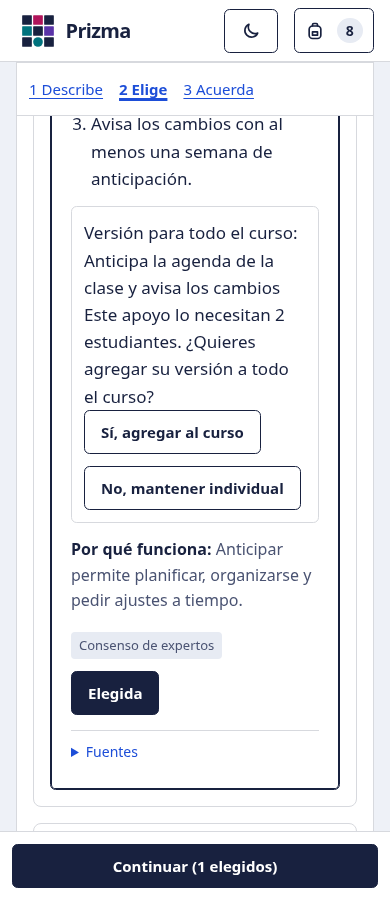 Prizma
8
1 Describe 2 Elige 3 Acuerda
3. Avisa los cambios con al
menos una semana de
anticipación.
Versión para todo el curso:
Anticipa la agenda de la
clase y avisa los cambios
Este apoyo lo necesitan 2
estudiantes. ¿Quieres
agregar su versión a todo
el curso?
Sí, agregar al curso
No, mantener individual
Por qué funciona: Anticipar
permite planificar, organizarse y
pedir ajustes a tiempo.
Consenso de expertos
Elegida
Fuentes
Continuar (1 elegidos)